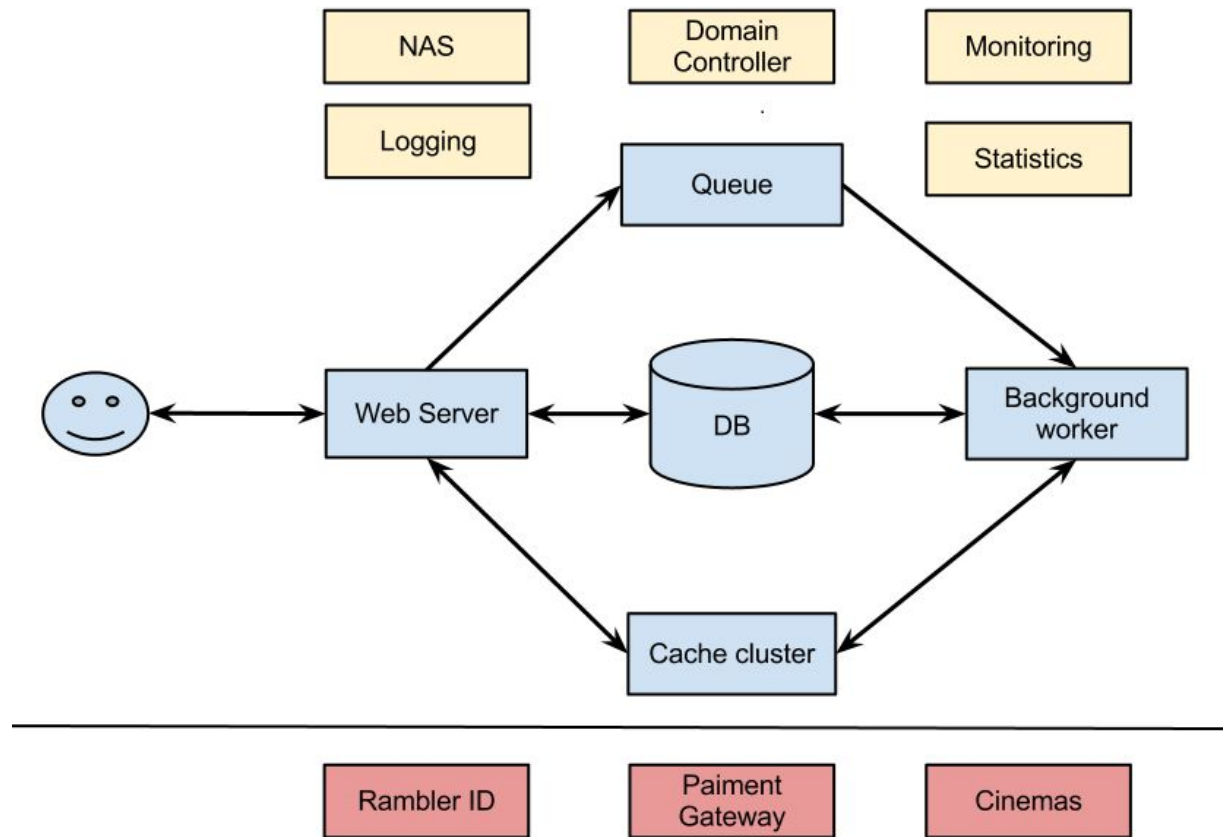 NAS
Domain
Controller
Monitoring
Logging
Statistics
Queue
Web Server
DB
Background
worker
Cache cluster
Rambler ID
Paiment
Gateway
Cinemas